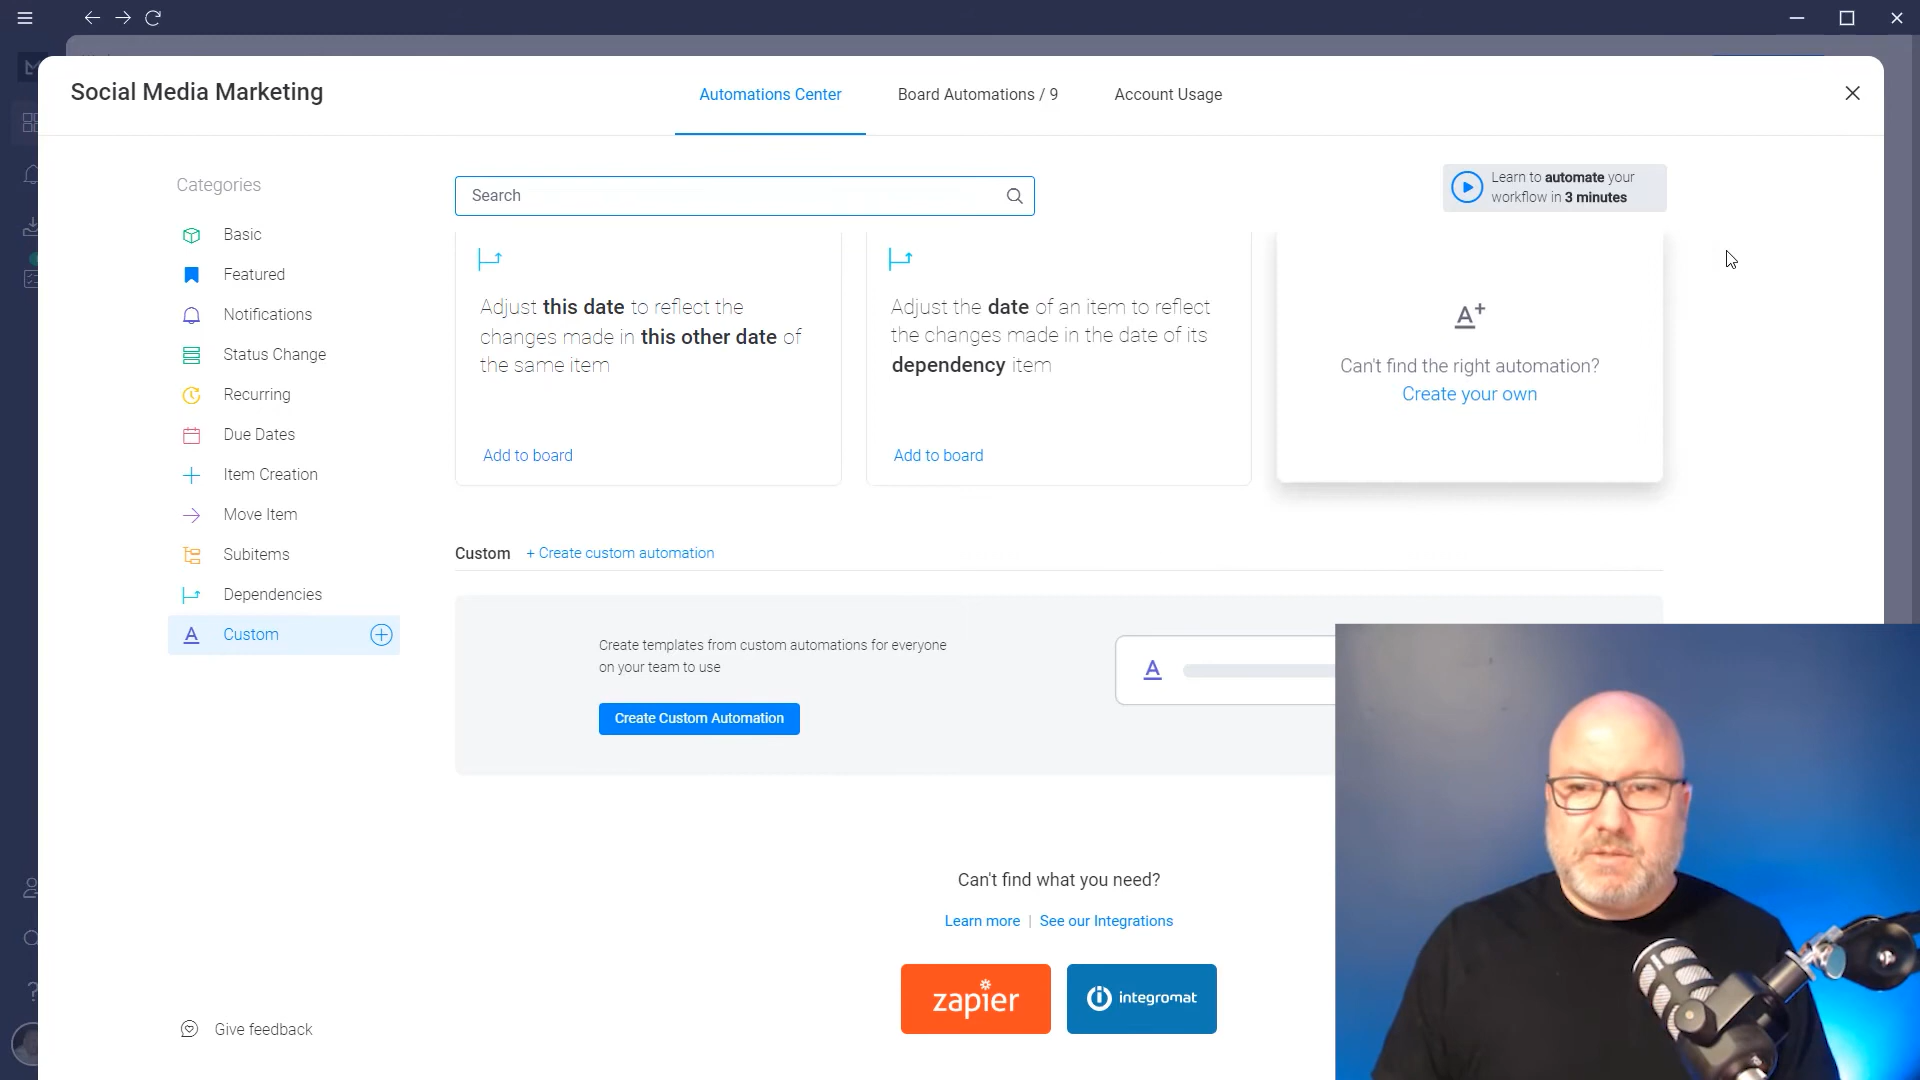 Social Media Marketing
Automations Center
Board Automations / 9
Account Usage
Categories
Basic
Featured
Notifications
Status Change
Recurring
Due Dates
Item Creation
Move Item
Subitems
Dependencies
Custom
Give feedback
Search
Learn to automate your
workflow in 3 minutes
Adjust this date to reflect the
changes made in this other date of
the same item
Add to board
Adjust the date of an item to reflect
the changes made in the date of its
dependency item
Add to board
A+
Can't find the right automation?
Create your own
Custom + Create custom automation
Create templates from custom automations for everyone
on your team to use
Create Custom Automation
A
Can't find what you need?
Learn more | See our Integrations
zapier
integromat